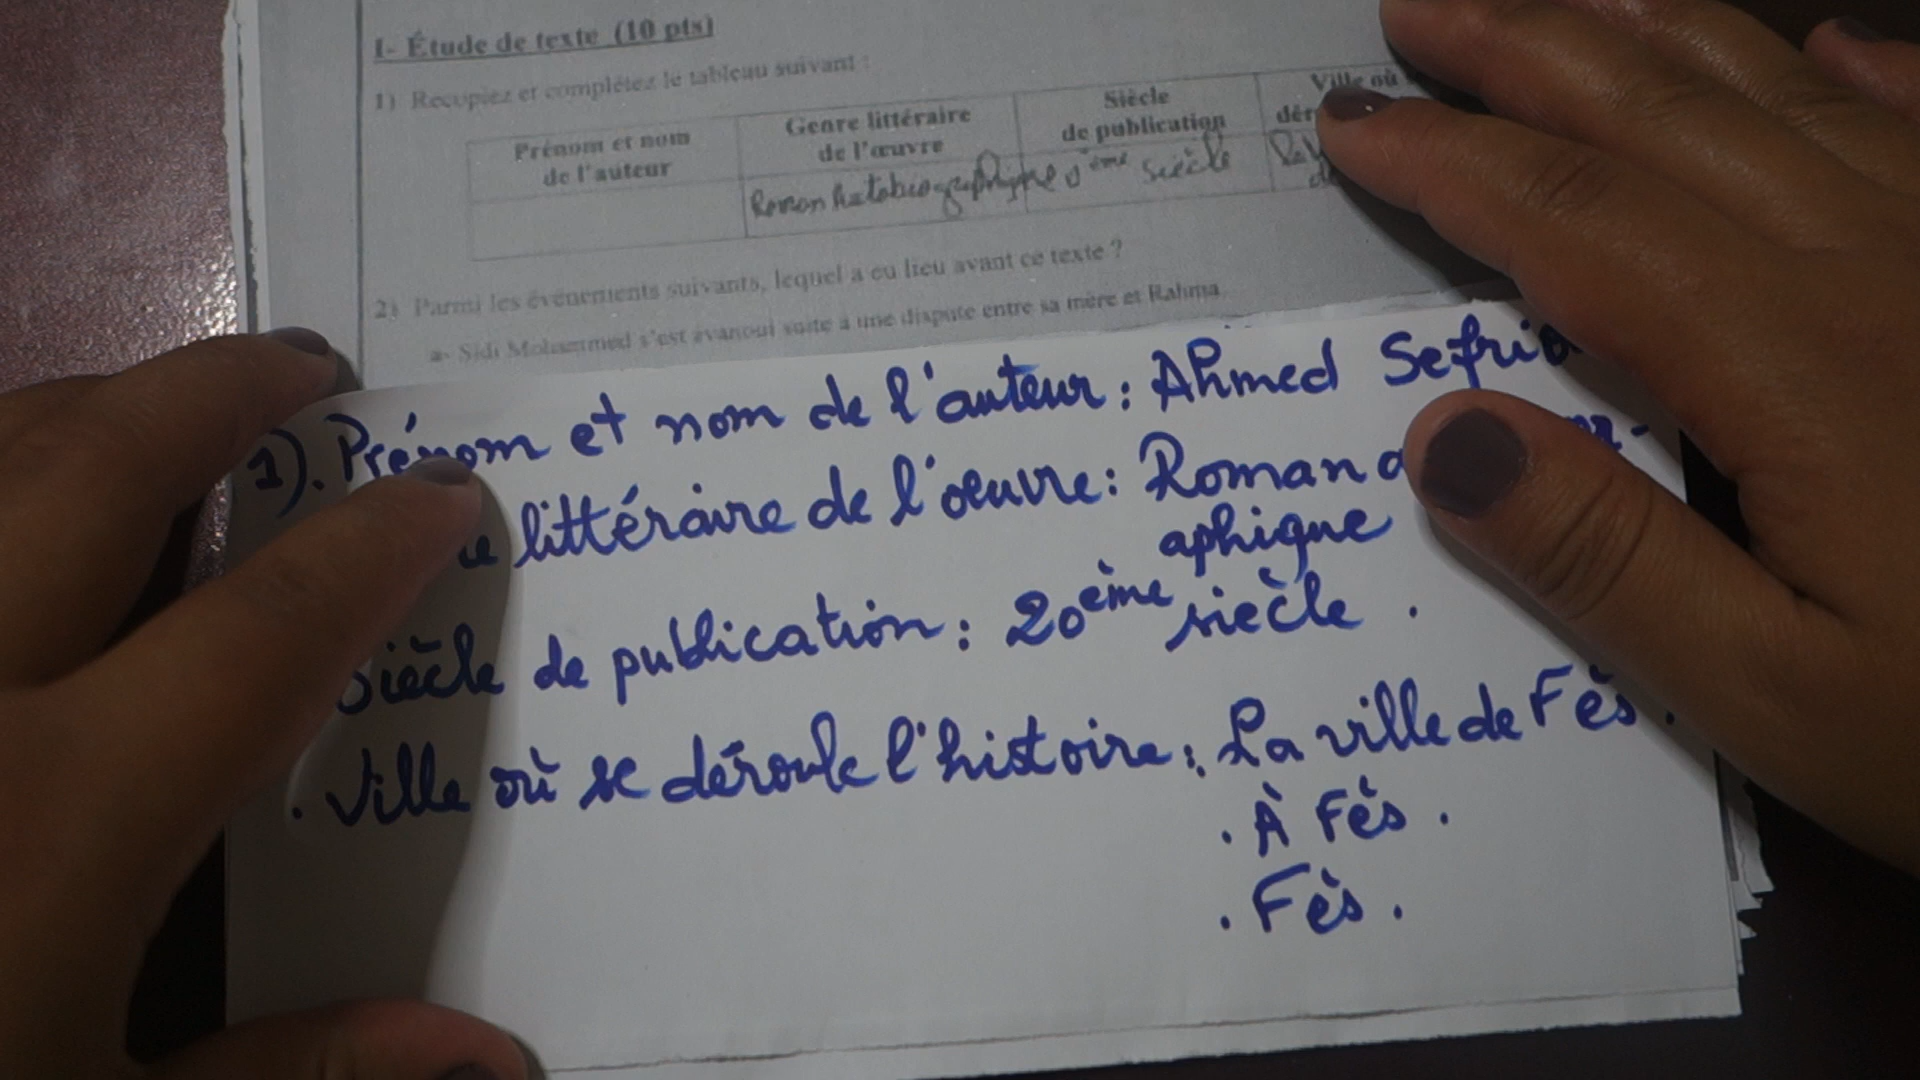 I- Étude de texte (10 pts)
1) Recopiez et complétez le tableau suivant :
Prénom et nom de l'auteur
Genre littéraire de l'œuvre
Siècle de publication
Ville où
Roman siècle
2) Parmi les événements suivants, lequel a eu lieu avant ce texte ?
a- Sidi Mohammed s'est évanoui suite à une dispute entre sa mère et Rahma.
1). Prénom et nom de l'auteur : Ahmed
littéraire de l'œuvre : Roman
aphique
siècle de publication : 20ème siècle .
. Ville où se déroule l'histoire : La ville de Fès .
. À Fès .
. Fès .